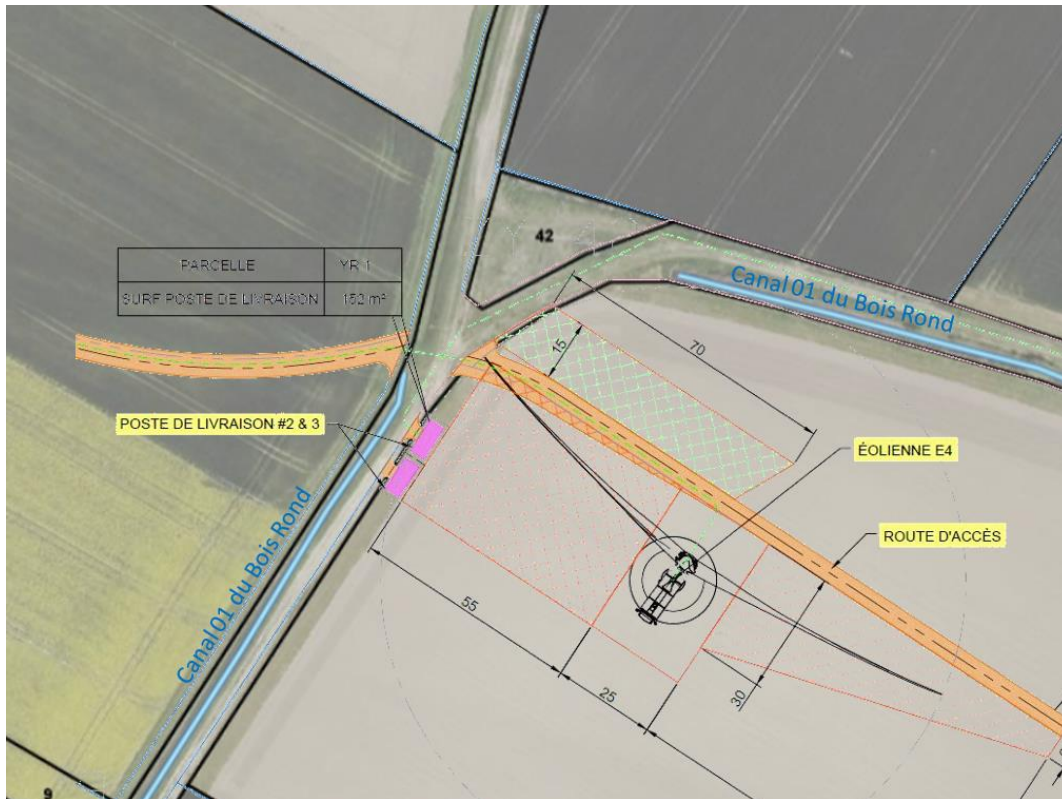 42
PARCELLE YR 1
SURF POSTE DE LIVRAISON 152 m²
Canal 01 du Bois Rond
70
15
POSTE DE LIVRAISON #2 & 3
ÉOLIENNE E4
ROUTE D'ACCÈS
Canal 01 du Bois Rond
55
25
30
9